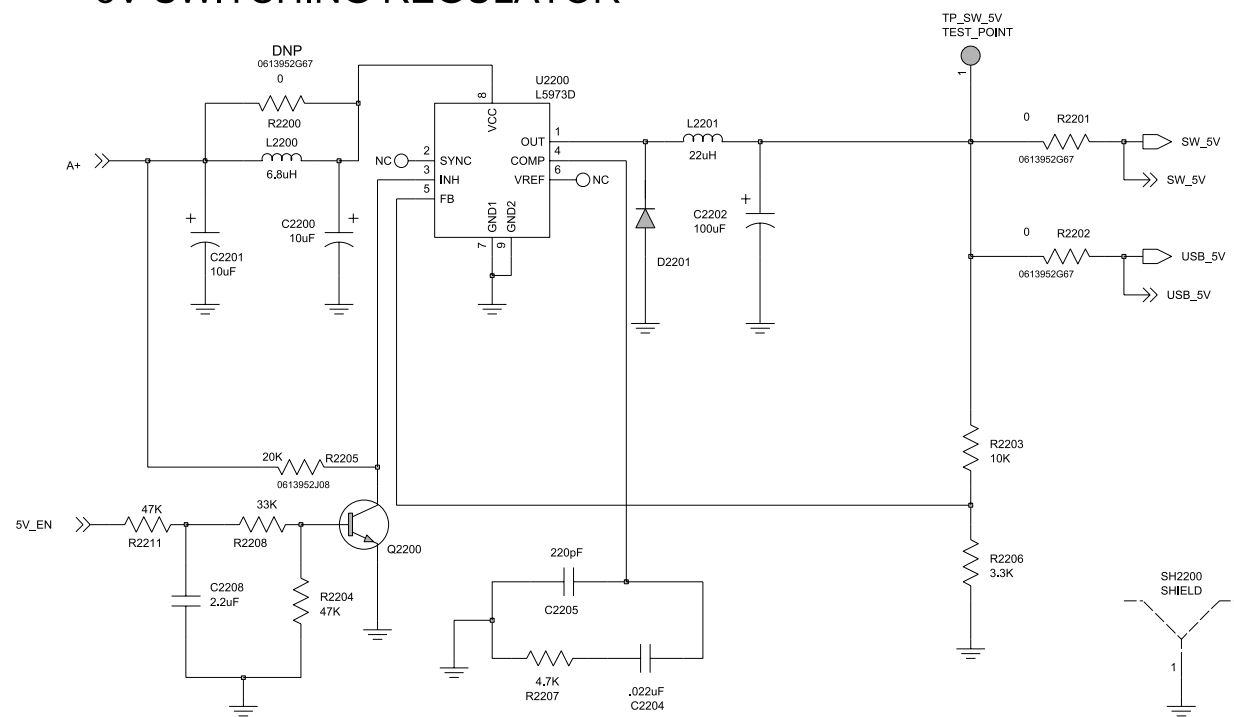 5V SWITCHING REGULATOR
TP_SW_5V
TEST_POINT
1
DNP
0613952G67
0
R2200
L2200
6.8uH
A+
C2201
10uF
C2200
10uF
U2200
L5973D
8
VCC
NC
2
SYNC
3
INH
5
FB
OUT
1
COMP
4
VREF
6
NC
GND1
GND2
7
9
L2201
22uH
C2202
100uF
D2201
0
R2201
0613952G67
SW_5V
SW_5V
0
R2202
0613952G67
USB_5V
USB_5V
R2203
10K
20K
R2205
0613952J08
5V_EN
47K
R2211
33K
R2208
Q2200
C2208
2.2uF
R2204
47K
220pF
C2205
4.7K
R2207
.022uF
C2204
R2206
3.3K
SH2200
SHIELD
1